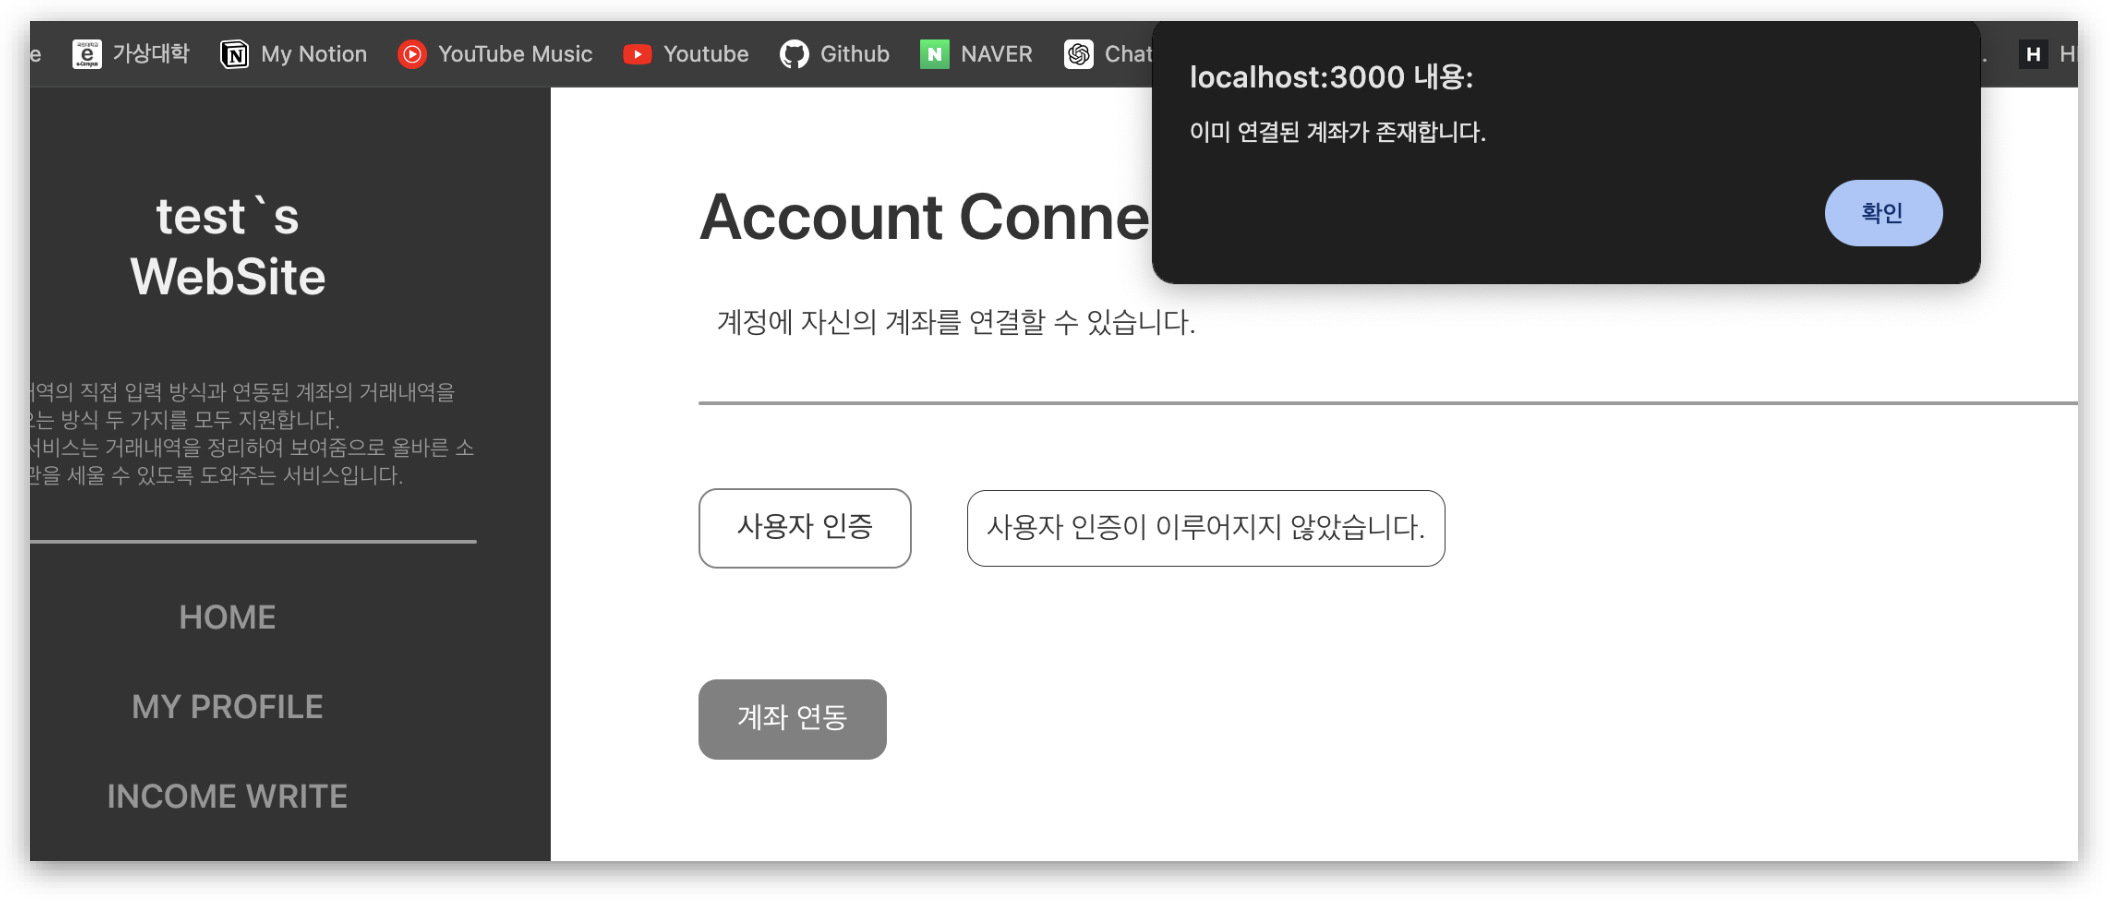 e 가상대학 My Notion YouTube Music Youtube Github NAVER Chat H
localhost:3000 내용:
이미 연결된 계좌가 존재합니다.
확인
test`s
WebSite
역의 직접 입력 방식과 연동된 계좌의 거래내역을
는 방식 두 가지를 모두 지원합니다.
서비스는 거래내역을 정리하여 보여줌으로 올바른 소
관을 세울 수 있도록 도와주는 서비스입니다.
HOME
MY PROFILE
INCOME WRITE
Account Conne
계정에 자신의 계좌를 연결할 수 있습니다.
사용자 인증 사용자 인증이 이루어지지 않았습니다.
계좌 연동